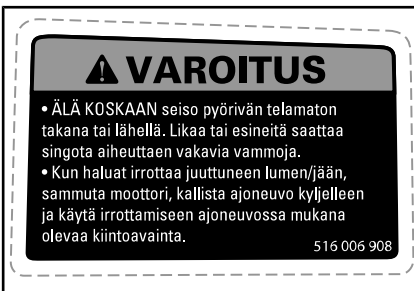 VAROITUS
• ÄLÄ KOSKAAN seiso pyörivän telamaton
takana tai lähellä. Likaa tai esineitä saattaa
singota aiheuttaen vakavia vammoja.
• Kun haluat irrottaa juuttuneen lumen/jään,
sammuta moottori, kallista ajoneuvo kyljelleen
ja käytä irrottamiseen ajoneuvossa mukana
olevaa kiintoavainta.
516 006 908